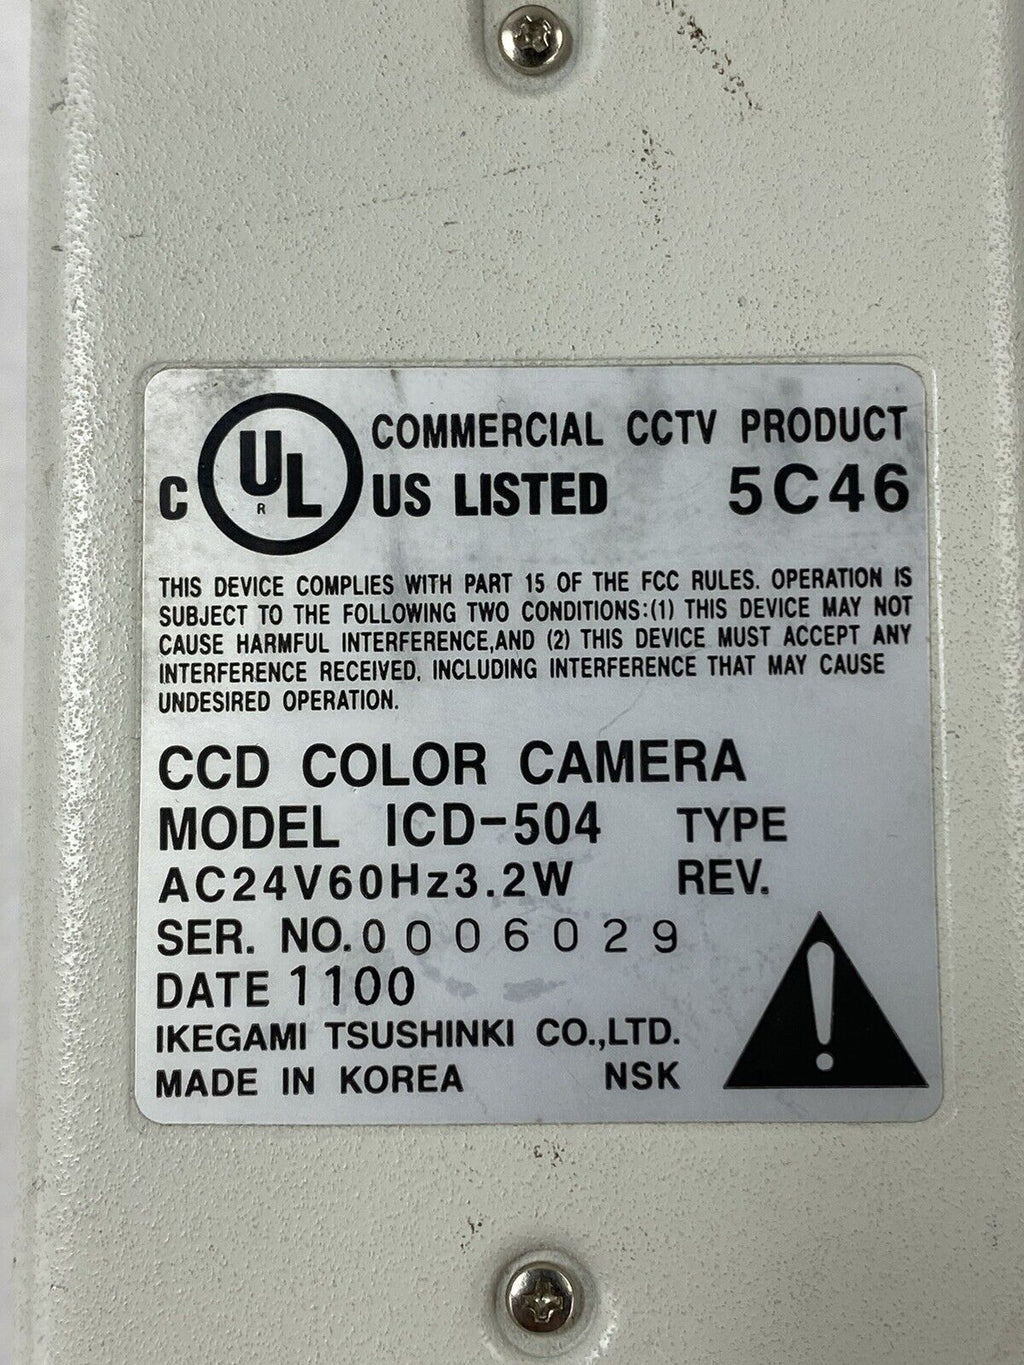 COMMERCIAL CCTV PRODUCT
C UL R US LISTED 5C46
THIS DEVICE COMPLIES WITH PART 15 OF THE FCC RULES. OPERATION IS
SUBJECT TO THE FOLLOWING TWO CONDITIONS:(1) THIS DEVICE MAY NOT
CAUSE HARMFUL INTERFERENCE,AND (2) THIS DEVICE MUST ACCEPT ANY
INTERFERENCE RECEIVED, INCLUDING INTERFERENCE THAT MAY CAUSE
UNDESIRED OPERATION.
CCD COLOR CAMERA
MODEL ICD-504 TYPE
AC24V60Hz3.2W REV.
SER. NO.0006029
DATE 1100
IKEGAMI TSUSHINKI CO.,LTD.
MADE IN KOREA NSK